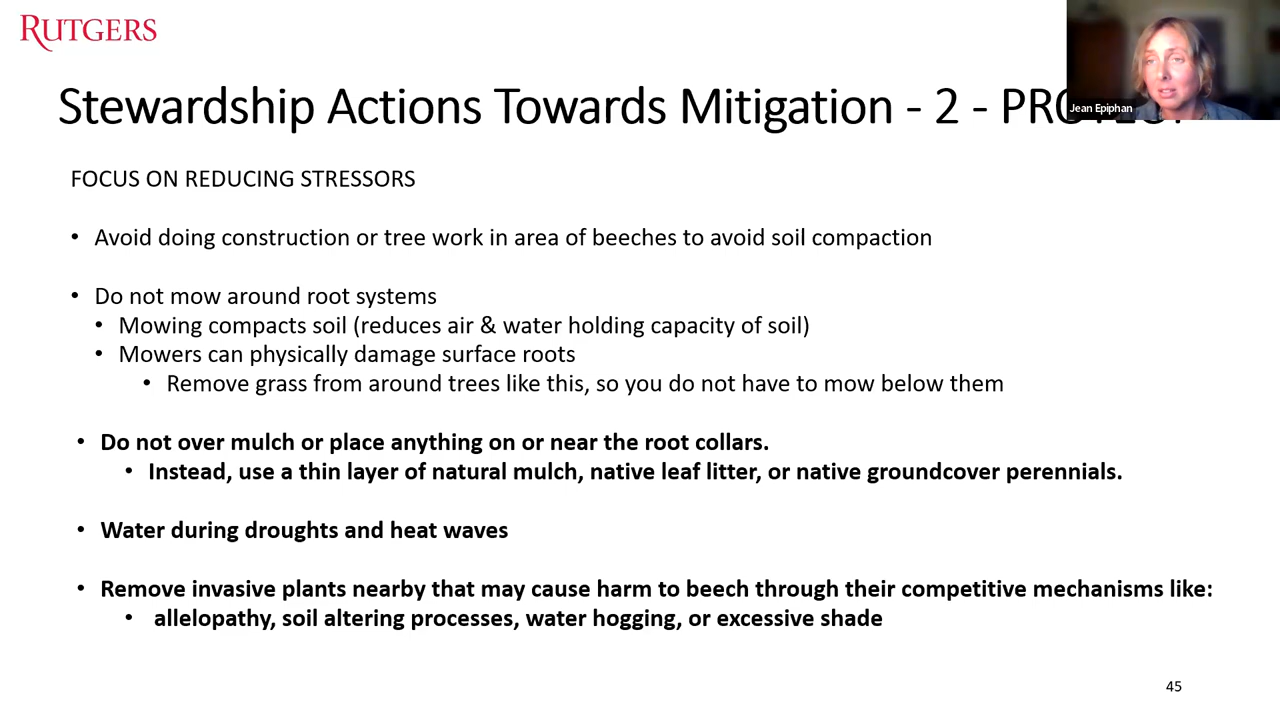 RUTGERS
Jean Epiphan
Stewardship Actions Towards Mitigation - 2 -
FOCUS ON REDUCING STRESSORS
• Avoid doing construction or tree work in area of beeches to avoid soil compaction
• Do not mow around root systems
• Mowing compacts soil (reduces air & water holding capacity of soil)
• Mowers can physically damage surface roots
• Remove grass from around trees like this, so you do not have to mow below them
• Do not over mulch or place anything on or near the root collars.
• Instead, use a thin layer of natural mulch, native leaf litter, or native groundcover perennials.
• Water during droughts and heat waves
• Remove invasive plants nearby that may cause harm to beech through their competitive mechanisms like:
• allelopathy, soil altering processes, water hogging, or excessive shade
45